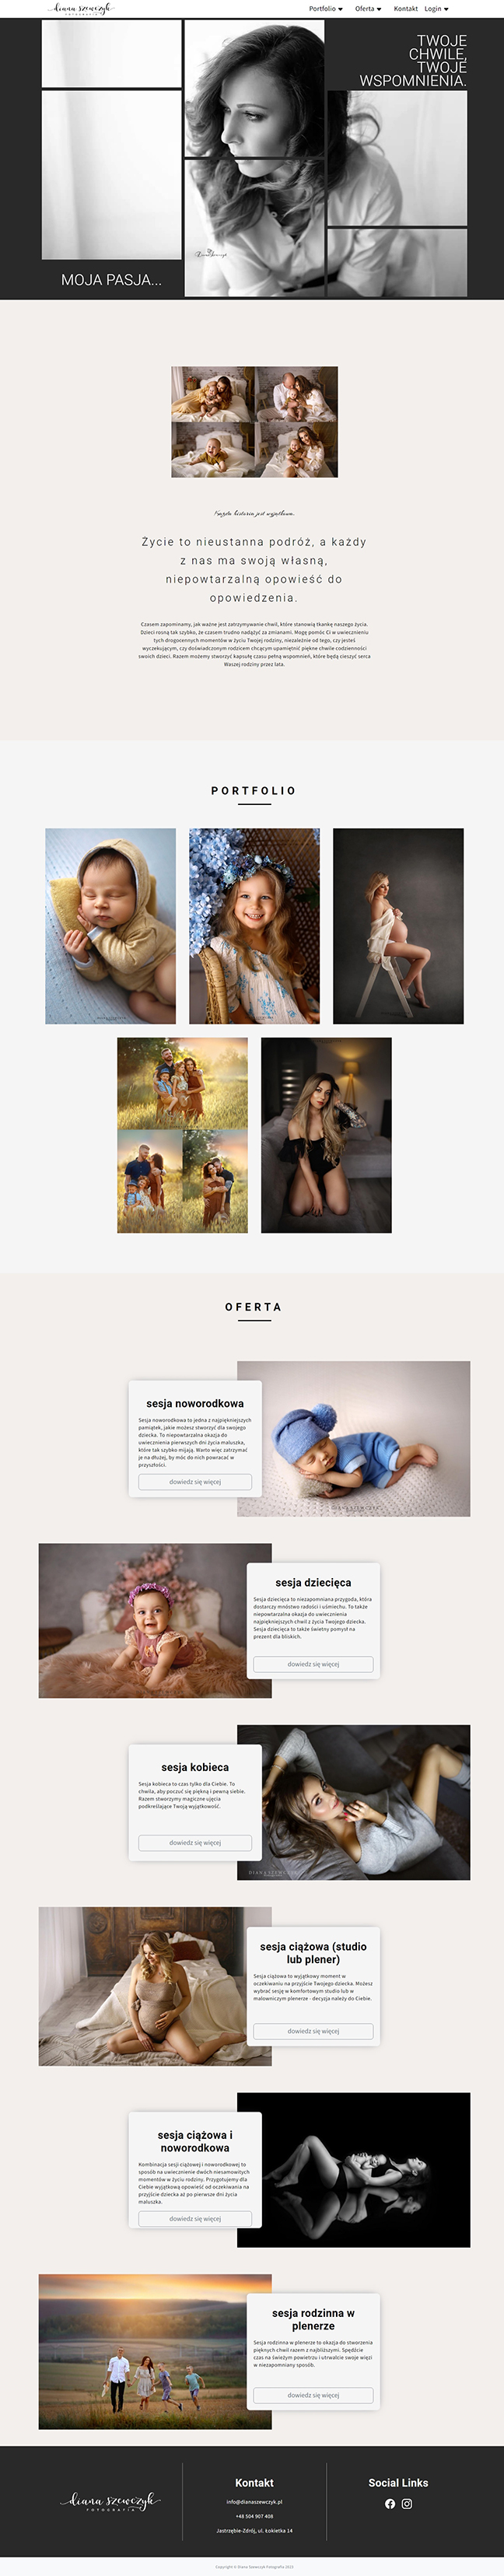 diana szewczyk
FOTOGRAFIA
Portfolio
Oferta
Kontakt
Login
TWOJE
CHWILE,
TWOJE
WSPOMNIENIA.
MOJA PASJA...
Każda historia jest wyjątkowa.
Życie to nieustanna podróż, a każdy
z nas ma swoją własną,
niepowtarzalną opowieść do
opowiedzenia.
Czasem zapominamy, jak ważne jest zatrzymywanie chwil, które stanowią tkankę naszego życia.
Dzieci rosną tak szybko, że czasem trudno nadążyć za zmianami. Mogę pomóc Ci w uwiecznieniu
tych drogocennych momentów w życiu Twojej rodziny, niezależnie od tego, czy jesteś
wyczekującym, czy doświadczonym rodzicem chcącym upamiętnić piękne chwile codzienności
swoich dzieci. Razem możemy stworzyć kapsułę czasu pełną wspomnień, które będą cieszyć serca
Waszej rodziny przez lata.
PORTFOLIO
OFERTA
sesja noworodkowa
Sesja noworodkowa to jedna z najpiękniejszych
pamiątek, jakie możesz stworzyć dla swojego
dziecka. To niepowtarzalna okazja do
uwiecznienia pierwszych dni życia maluszka,
które tak szybko mijają. Warto więc zatrzymać
je na dłużej, by móc do nich powracać w
przyszłości.
dowiedz się więcej
DIANA SZEWCZYK
sesja dziecięca
Sesja dziecięca to niezapomniana przygoda, która
dostarczy mnóstwo radości i uśmiechu. To także
niepowtarzalna okazja do uwiecznienia
najpiękniejszych chwil z życia Twojego dziecka.
Sesja dziecięca to także świetny pomysł na
prezent dla bliskich.
dowiedz się więcej
sesja kobieca
Sesja kobieca to czas tylko dla Ciebie. To
chwila, aby poczuć się piękną i pewną siebie.
Razem stworzymy magiczne ujęcia
podkreślające Twoją wyjątkowość.
dowiedz się więcej
DIANA SZEWCZYK
sesja ciążowa (studio
lub plener)
Sesja ciążowa to wyjątkowy moment w
oczekiwaniu na przyjście Twojego dziecka. Możesz
wybrać sesję w komfortowym studio lub w
malowniczym plenerze - decyzja należy do Ciebie.
dowiedz się więcej
sesja ciążowa i
noworodkowa
Kombinacja sesji ciążowej i noworodkowej to
sposób na uwiecznienie dwóch niesamowitych
momentów w życiu rodziny. Przygotujemy dla
Ciebie wyjątkową opowieść od oczekiwania na
przyjście dziecka aż po pierwsze dni życia
maluszka.
dowiedz się więcej
sesja rodzinna w
plenerze
Sesja rodzinna w plenerze to okazja do stworzenia
pięknych chwil razem z najbliższymi. Spędźcie
czas na świeżym powietrzu i utrwalcie swoje więzi
w niezapomniany sposób.
dowiedz się więcej
diana szewczyk
FOTOGRAFIA
Kontakt
info@dianaszewczyk.pl
+48 504 907 408
Jastrzębie-Zdrój, ul. Łokietka 14
Social Links
Copyright © Diana Szewczyk Fotografia 2023